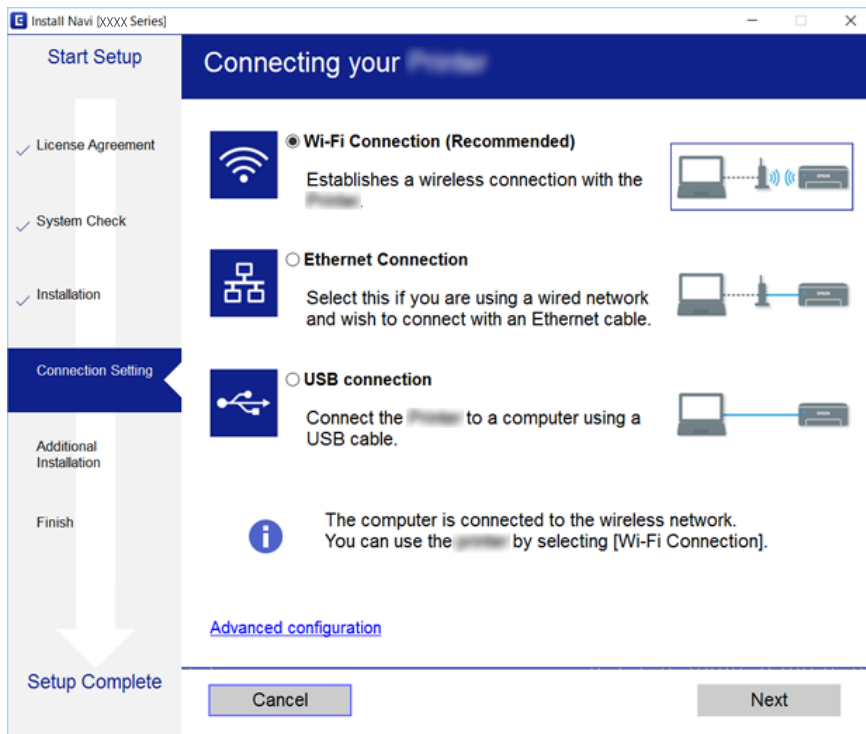 Install Navi [XXXX Series]
Start Setup
License Agreement
System Check
Installation
Connection Setting
Additional
Installation
Finish
Setup Complete
Connecting your
Wi-Fi Connection (Recommended)
Establishes a wireless connection with the
.
Ethernet Connection
Select this if you are using a wired network
and wish to connect with an Ethernet cable.
USB connection
Connect the to a computer using a
USB cable.
The computer is connected to the wireless network.
You can use the by selecting [Wi-Fi Connection].
Advanced configuration
Cancel
Next